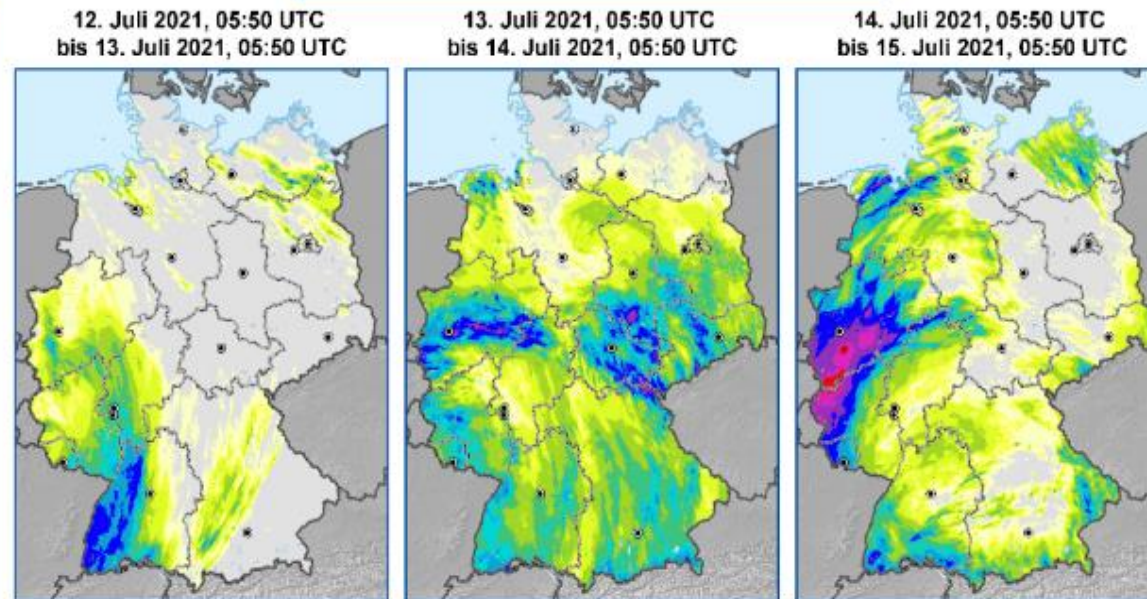 12. Juli 2021, 05:50 UTC
bis 13. Juli 2021, 05:50 UTC
13. Juli 2021, 05:50 UTC
bis 14. Juli 2021, 05:50 UTC
14. Juli 2021, 05:50 UTC
bis 15. Juli 2021, 05:50 UTC